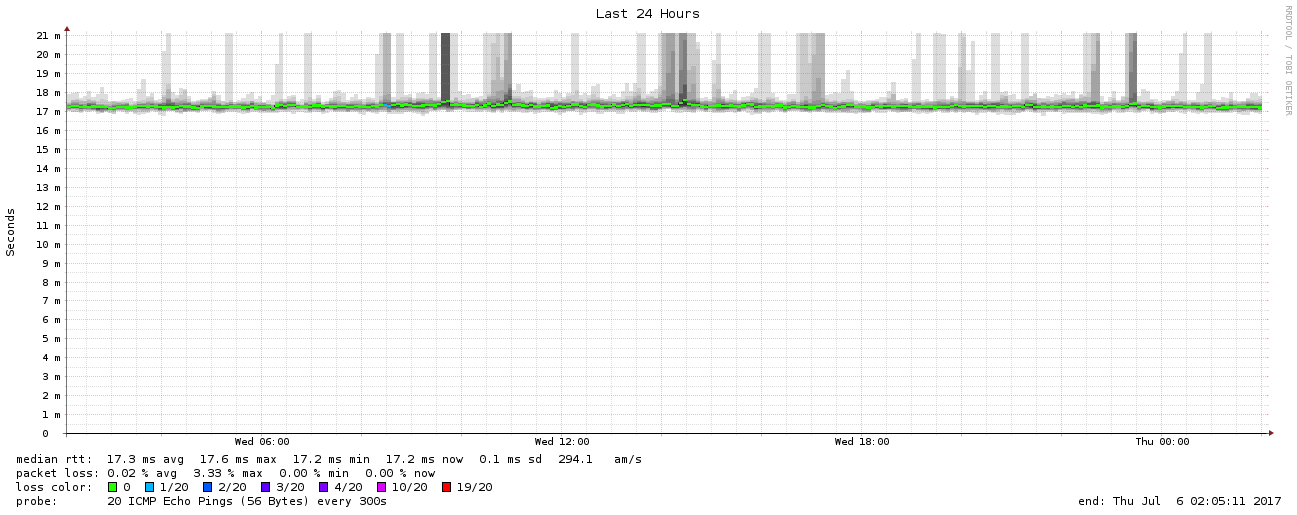 Last 24 Hours
RRDTOOL / TOBI OETIKER
21 m
20 m
19 m
18 m
17 m
16 m
15 m
14 m
13 m
12 m
11 m
10 m
9 m
8 m
7 m
6 m
5 m
4 m
3 m
2 m
1 m
0
Seconds
Wed 06:00 Wed 12:00 Wed 18:00 Thu 00:00
median rtt: 17.3 ms avg 17.6 ms max 17.2 ms min 17.2 ms now 0.1 ms sd 294.1 am/s
packet loss: 0.02 % avg 3.33 % max 0.00 % min 0.00 % now
loss color: 0 1/20 2/20 3/20 4/20 10/20 19/20
probe: 20 ICMP Echo Pings (56 Bytes) every 300s end: Thu Jul 6 02:05:11 2017